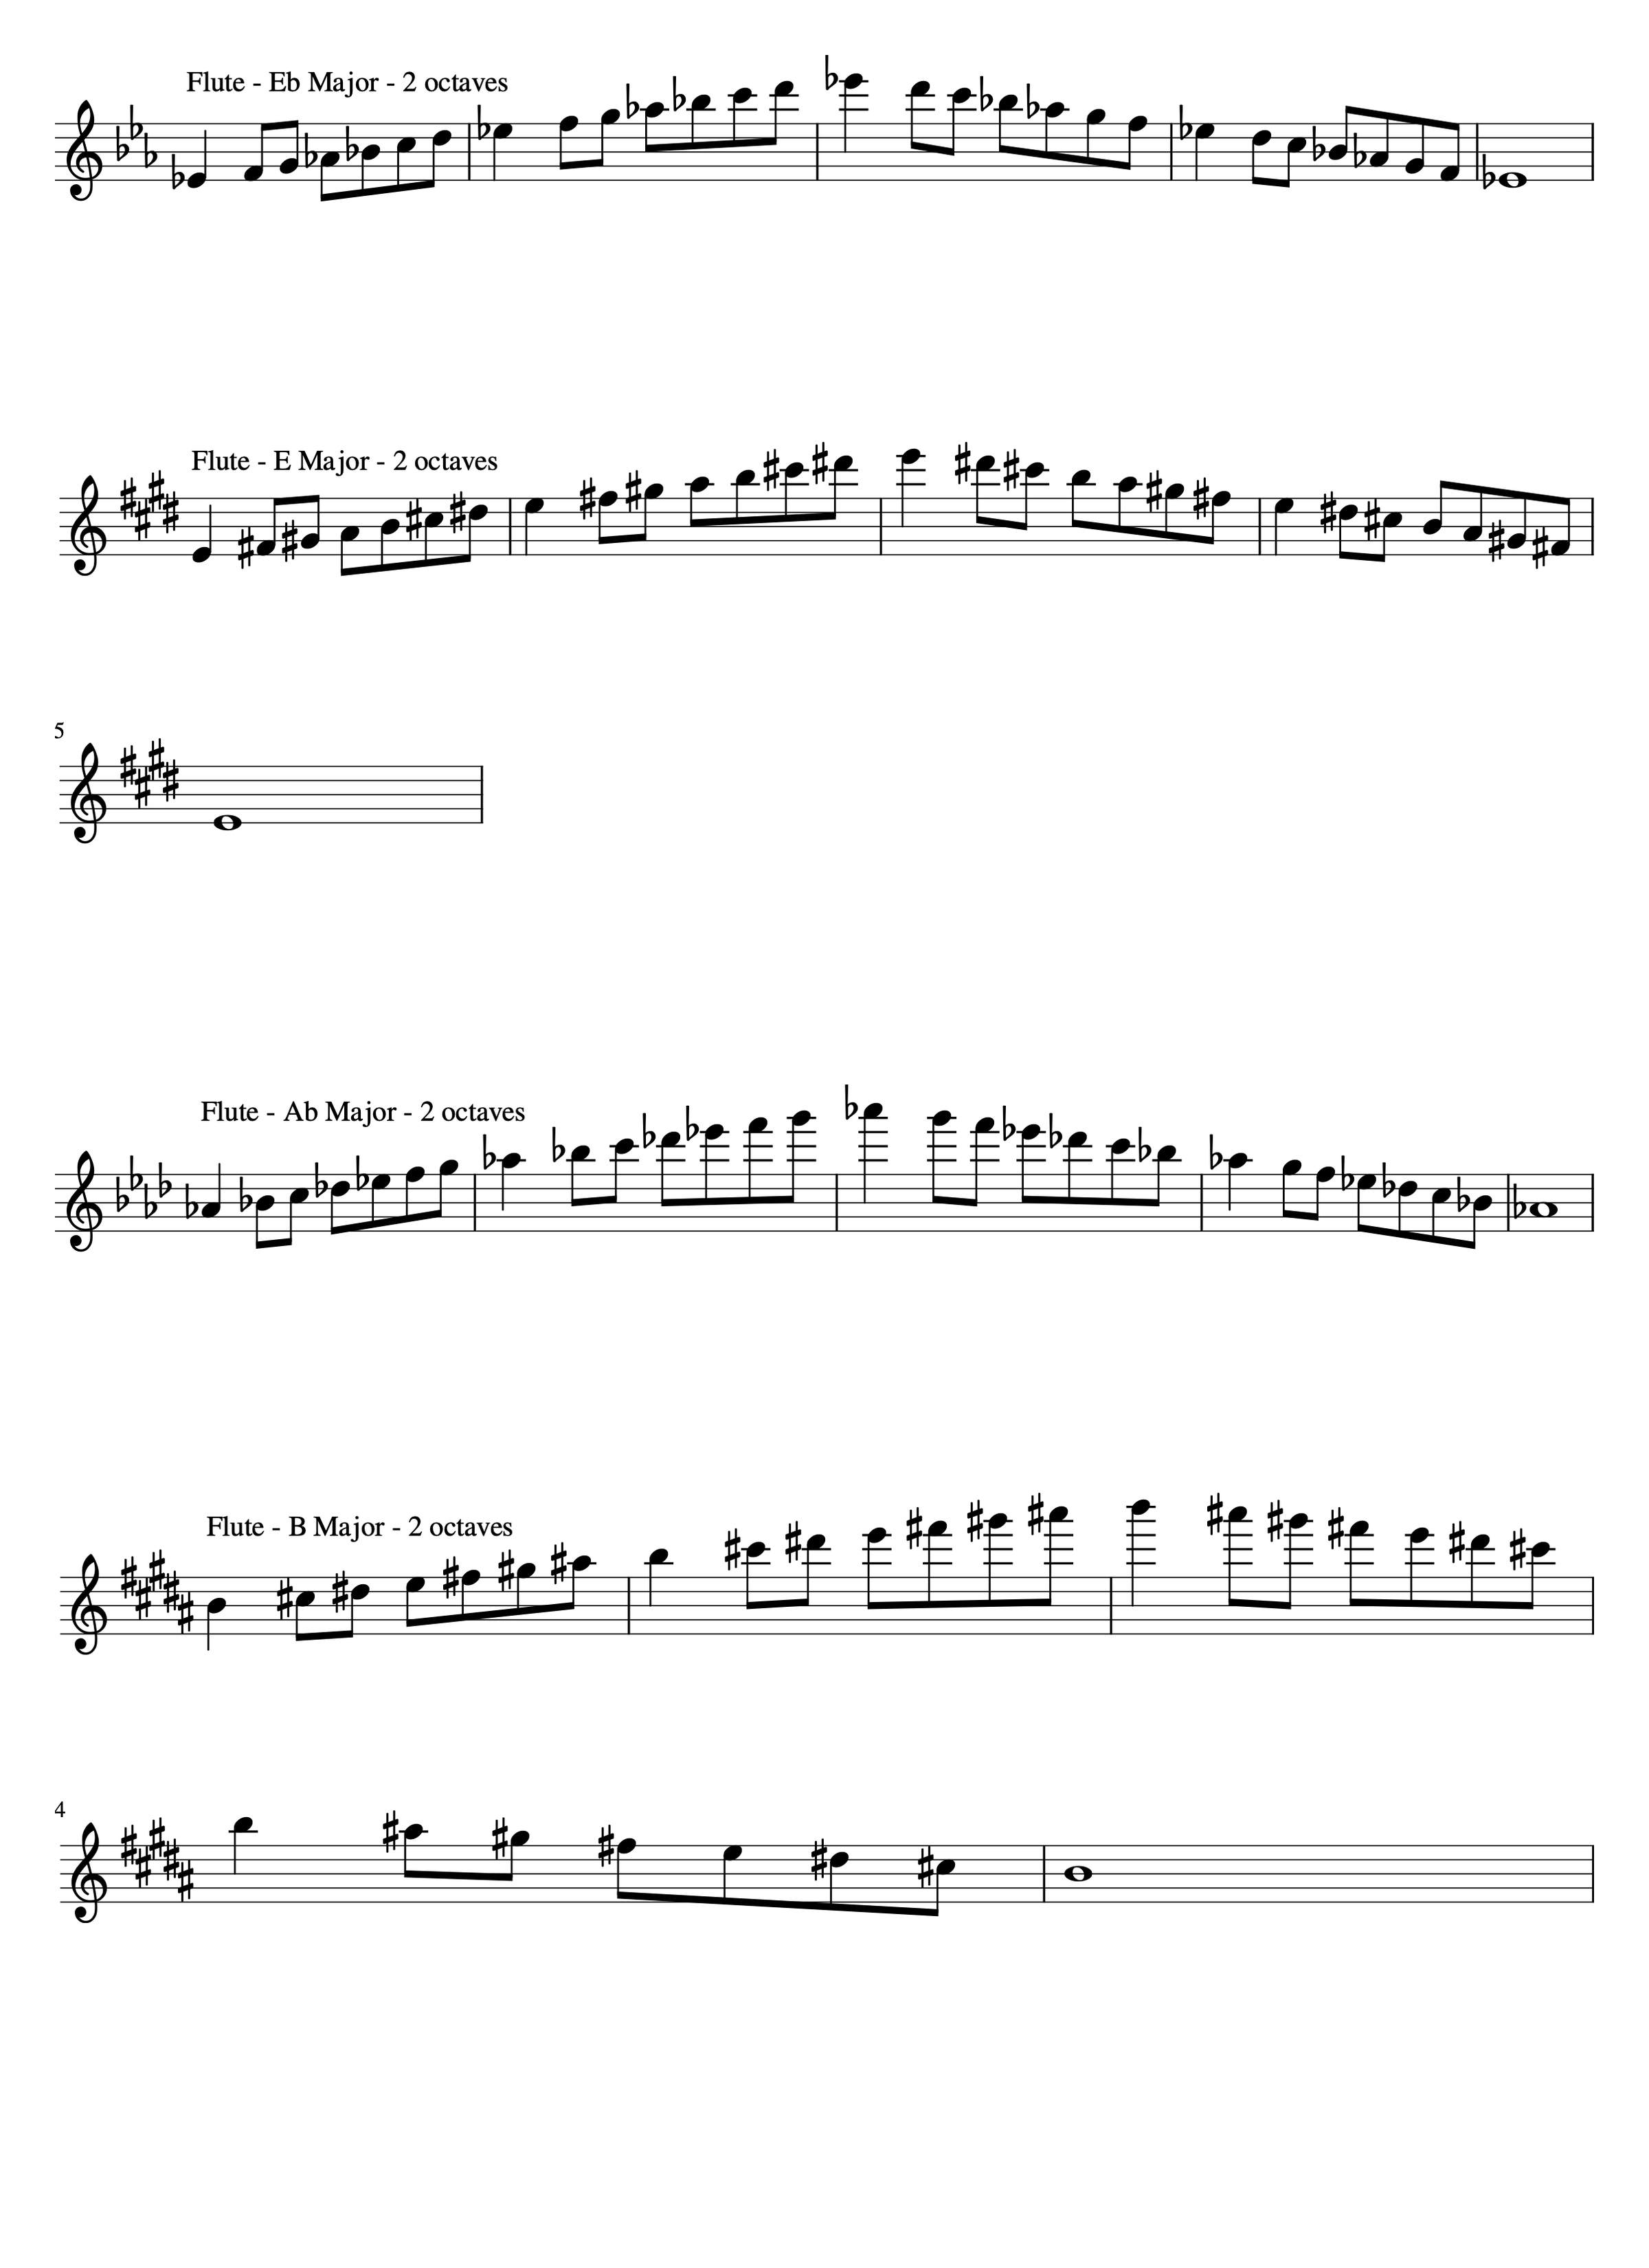 Flute - Eb Major - 2 octaves
Flute - E Major - 2 octaves
5
Flute - Ab Major - 2 octaves
Flute - B Major - 2 octaves
4